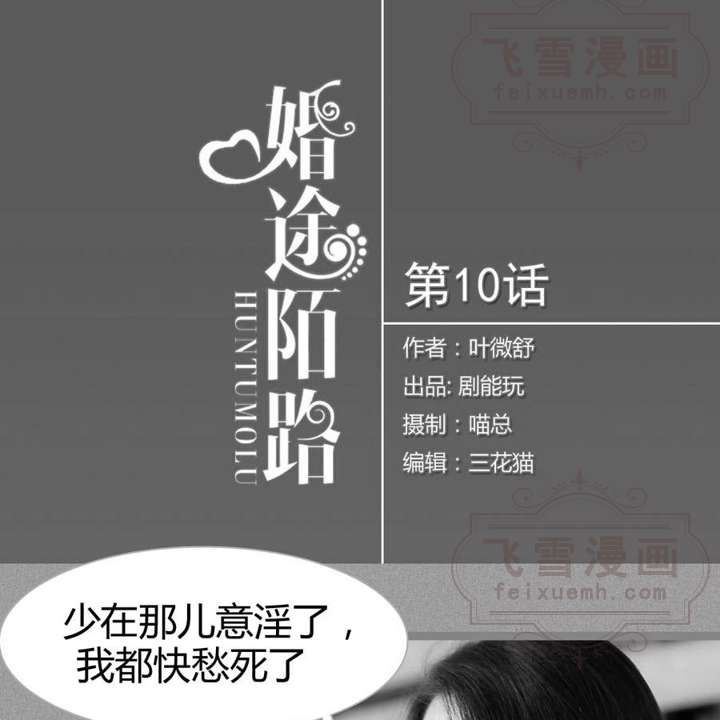 飞雪漫画
feixuemh.com
婚途陌路
HUNTUMOLU
第10话
作者：叶微舒
出品: 剧能玩
摄制：喵总
编辑：三花猫
飞雪漫画
feixuemh.com
少在那儿意淫了，
我都快愁死了